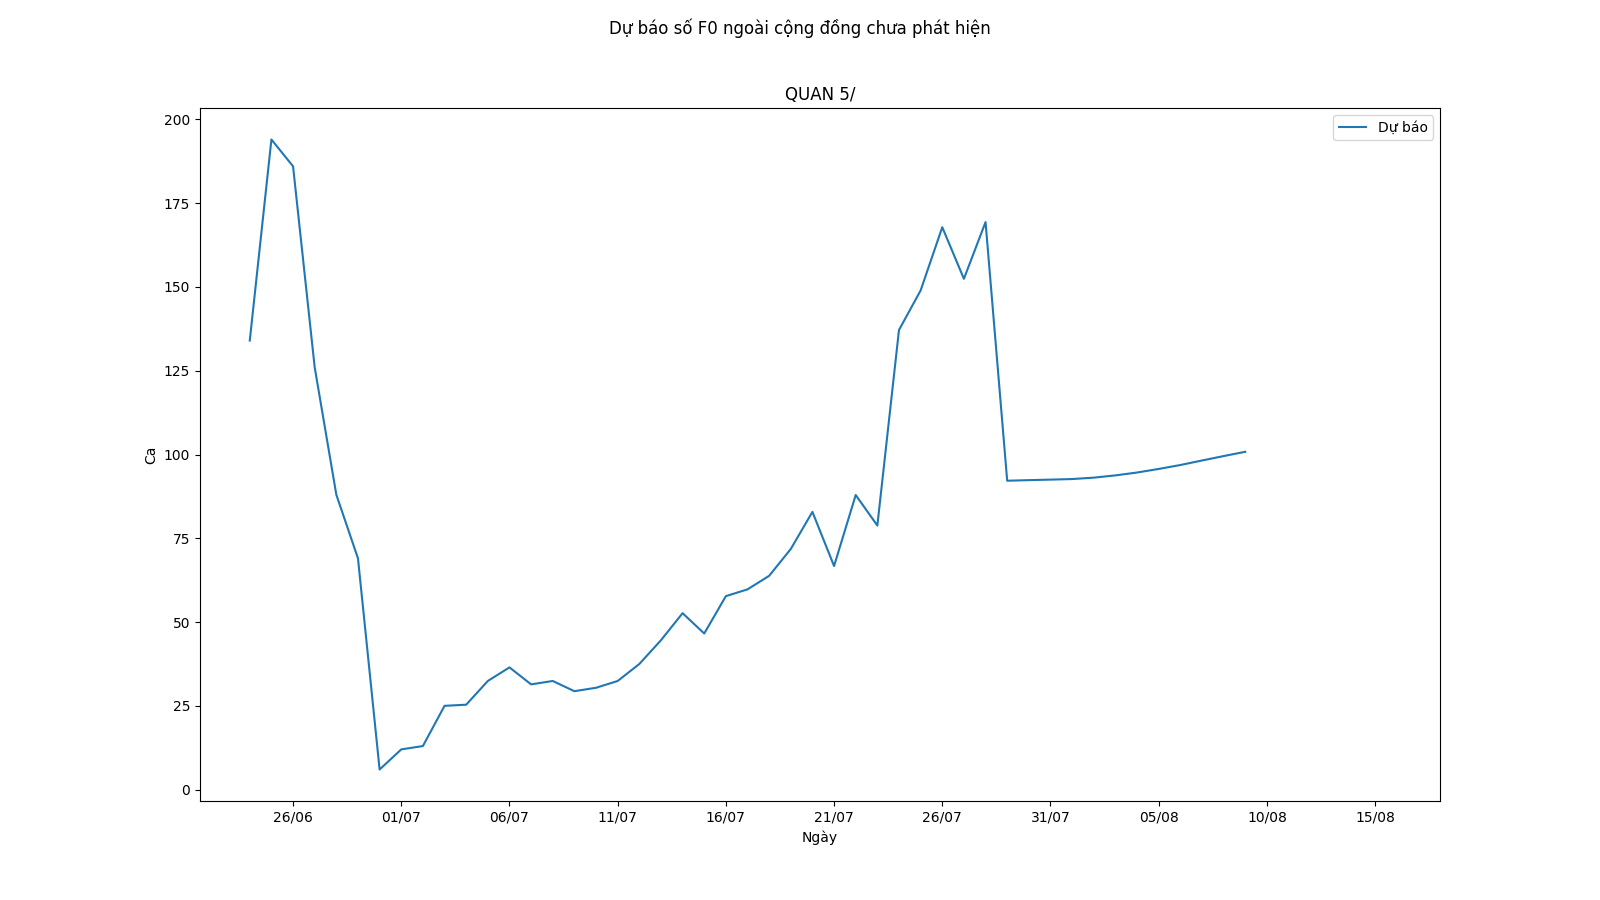 Dự báo số F0 ngoài cộng đồng chưa phát hiện
QUAN 5/
Dự báo
200
175
150
125
100
75
50
25
0
Ca
26/06 01/07 06/07 11/07 16/07 21/07 26/07 31/07 05/08 10/08 15/08
Ngày